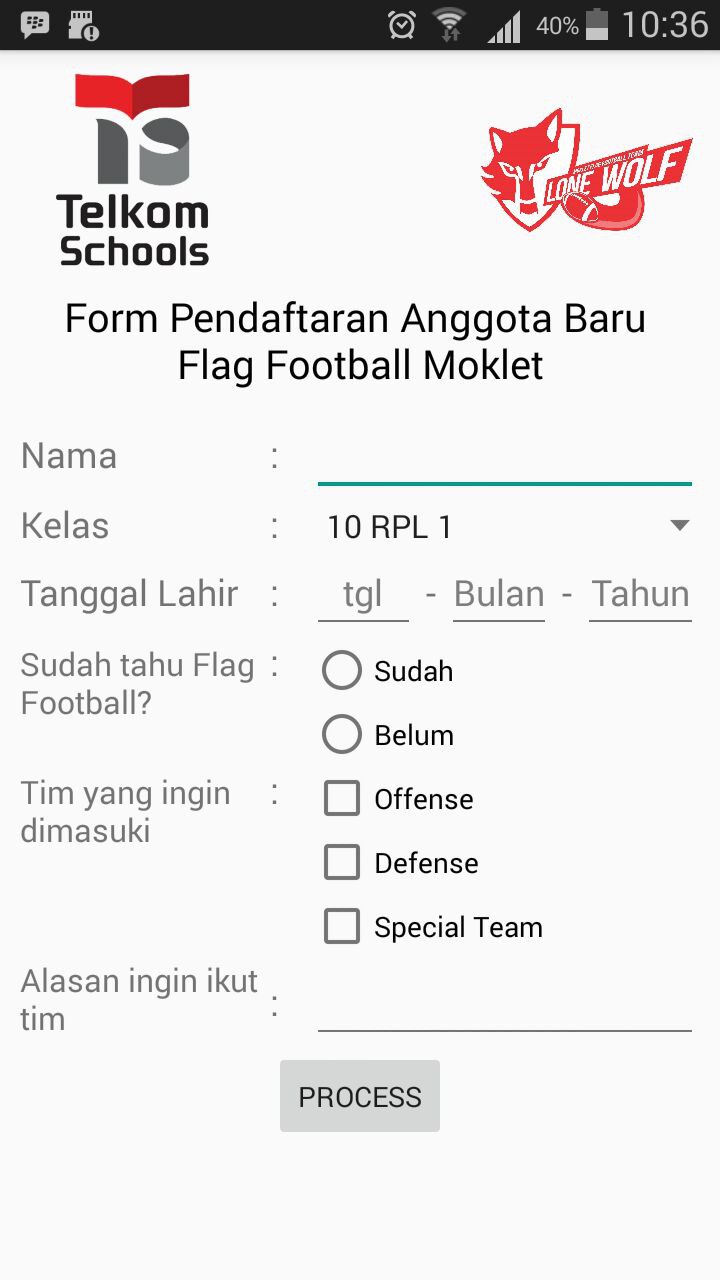 40% 10:36
Telkom
Schools
LONE WOLF
Form Pendaftaran Anggota Baru
Flag Football Moklet
Nama :
Kelas : 10 RPL 1
Tanggal Lahir : tgl - Bulan - Tahun
Sudah tahu Flag : Sudah
Football?
Belum
Tim yang ingin : Offense
dimasuki
Defense
Special Team
Alasan ingin ikut
tim :
PROCESS